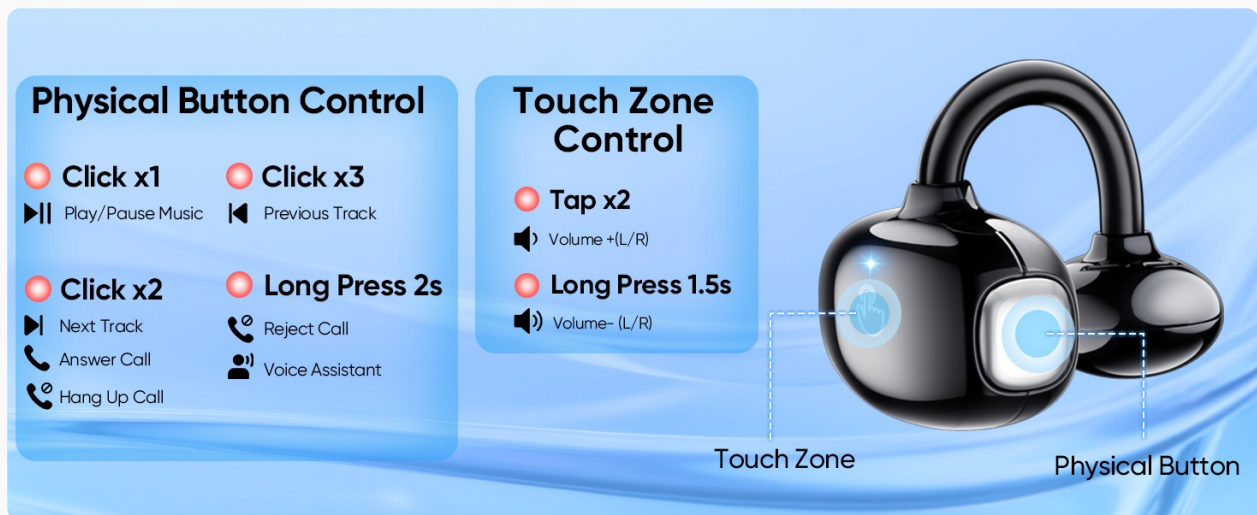 Physical Button Control
Click x1
Play/Pause Music
Click x3
Previous Track
Click x2
Next Track
Answer Call
Hang Up Call
Long Press 2s
Reject Call
Voice Assistant
Touch Zone
Control
Tap x2
Volume +(L/R)
Long Press 1.5s
Volume- (L/R)
Touch Zone
Physical Button